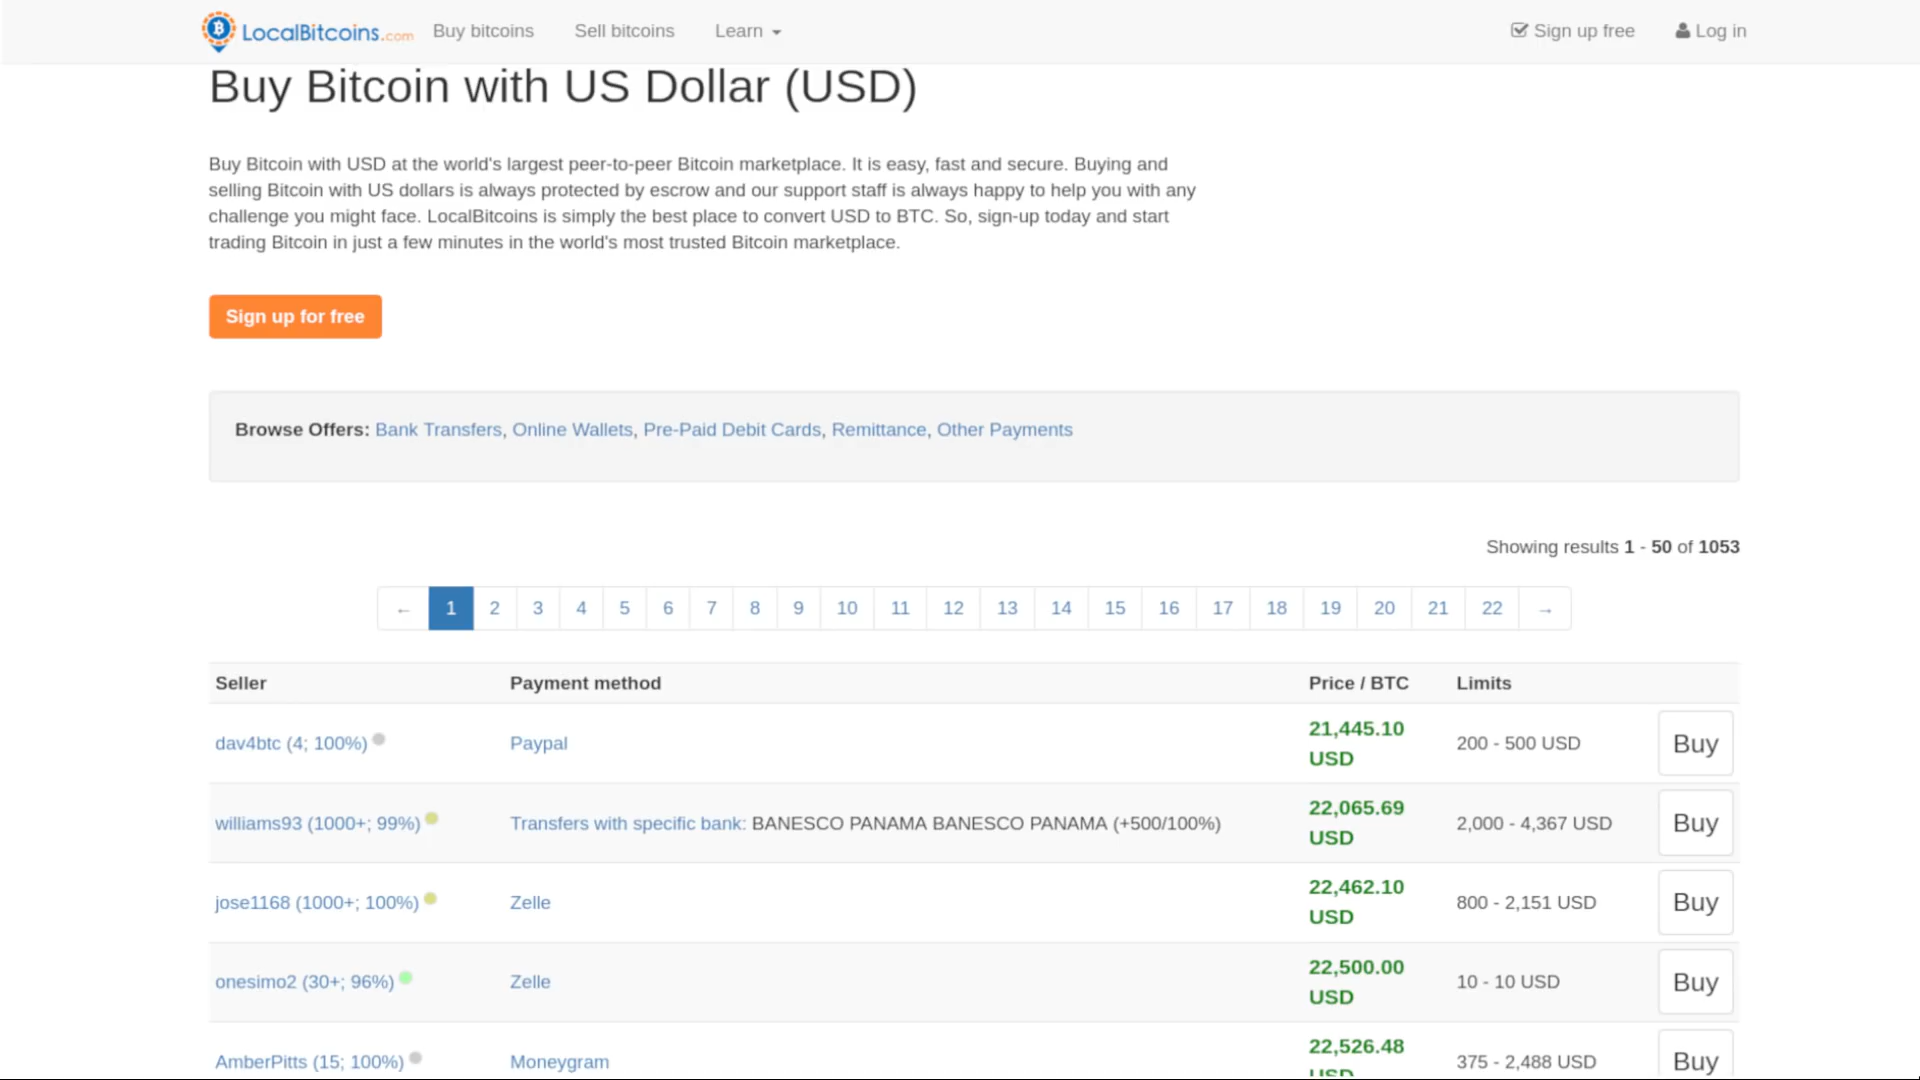 LocalBitcoins.com Buy bitcoins Sell bitcoins Learn Sign up free Log in
Buy Bitcoin with US Dollar (USD)
Buy Bitcoin with USD at the world's largest peer-to-peer Bitcoin marketplace. It is easy, fast and secure. Buying and
selling Bitcoin with US dollars is always protected by escrow and our support staff is always happy to help you with any
challenge you might face. LocalBitcoins is simply the best place to convert USD to BTC. So, sign-up today and start
trading Bitcoin in just a few minutes in the world's most trusted Bitcoin marketplace.
Sign up for free
Browse Offers: Bank Transfers, Online Wallets, Pre-Paid Debit Cards, Remittance, Other Payments
Showing results 1 - 50 of 1053
← 1 2 3 4 5 6 7 8 9 10 11 12 13 14 15 16 17 18 19 20 21 22 →
Seller Payment method Price / BTC Limits
dav4btc (4; 100%) Paypal 21,445.10 USD 200 - 500 USD Buy
williams93 (1000+; 99%) Transfers with specific bank: BANESCO PANAMA BANESCO PANAMA (+500/100%) 22,065.69 USD 2,000 - 4,367 USD Buy
jose1168 (1000+; 100%) Zelle 22,462.10 USD 800 - 2,151 USD Buy
onesimo2 (30+; 96%) Zelle 22,500.00 USD 10 - 10 USD Buy
AmberPitts (15; 100%) Moneygram 22,526.48 USD 375 - 2,488 USD Buy